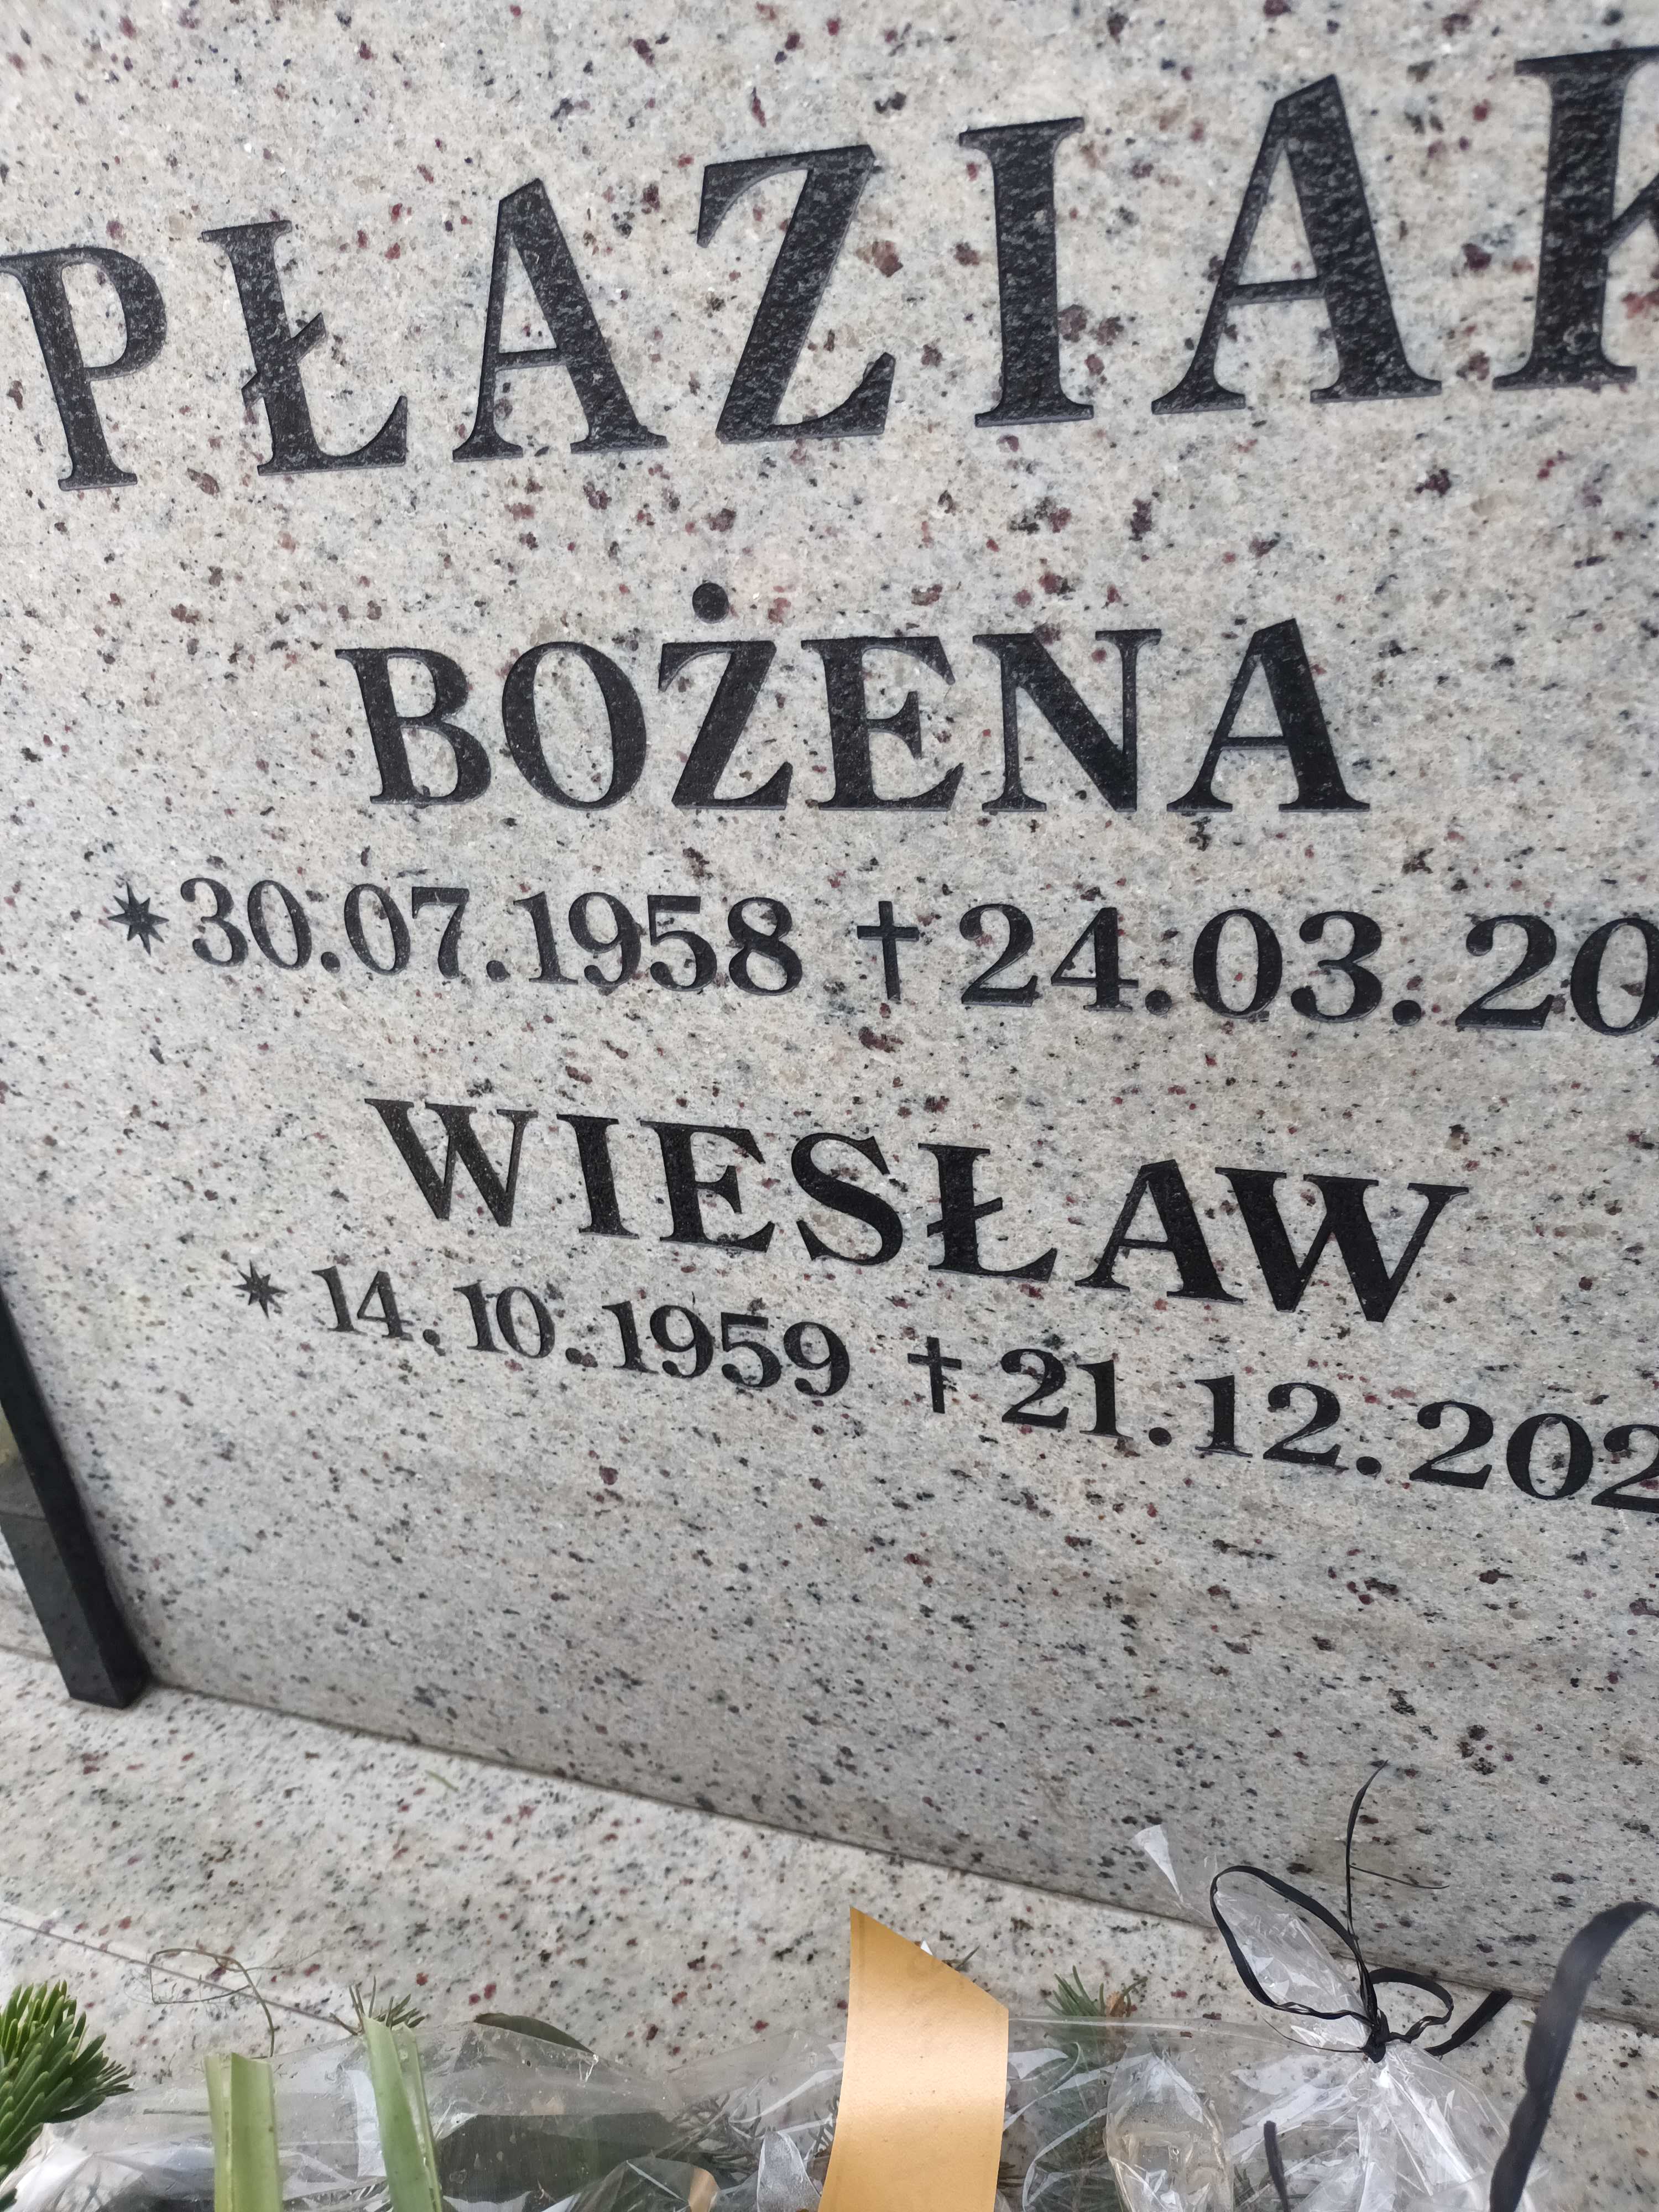 PŁAZIAK
BOŻENA
*30.07.1958 †24.03.20
WIESŁAW
* 14.10.1959 †21.12.202